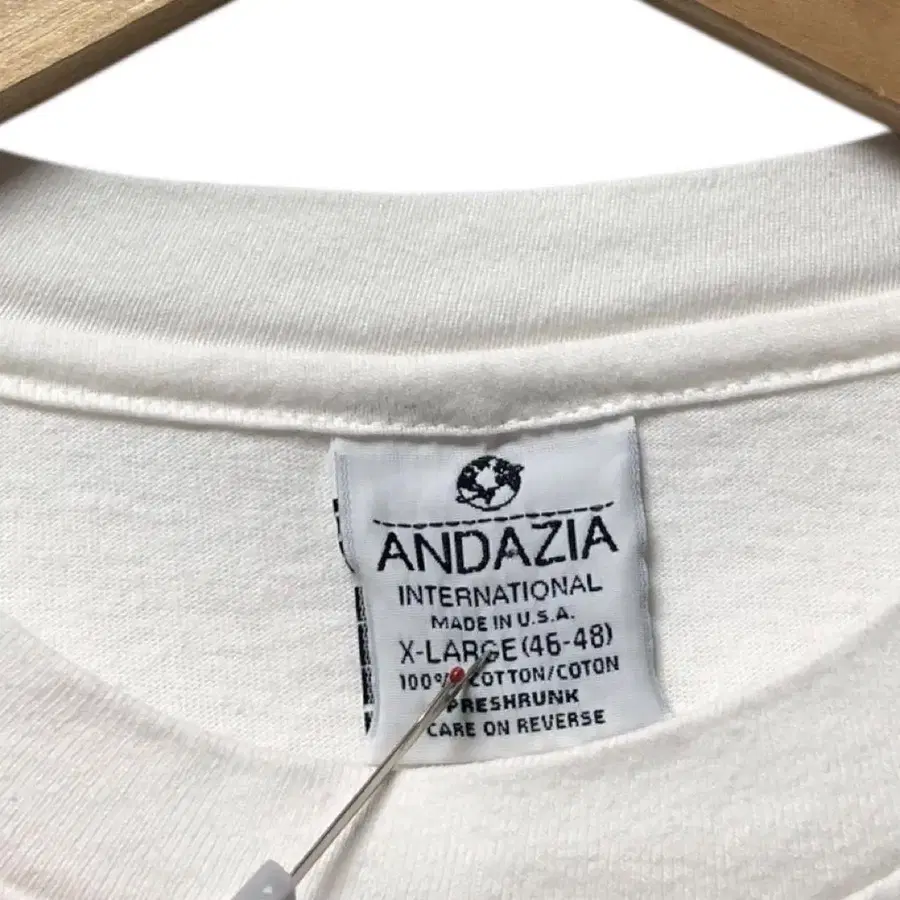 ANDAZIA
INTERNATIONAL
MADE IN U.S.A.
X-LARGE (46-48)
100% COTTON/COTON
PRESHRUNK
CARE ON REVERSE